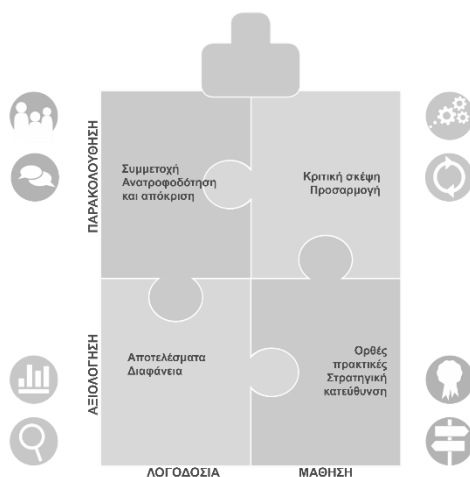 ΠΑΡΑΚΟΛΟΥΘΗΣΗ
Συμμετοχή
Ανατροφοδότηση
και απόκριση
Κριτική σκέψη
Προσαρμογή
ΑΞΙΟΛΟΓΗΣΗ
Αποτελέσματα
Διαφάνεια
Ορθές
πρακτικές
Στρατηγική
κατεύθυνση
ΛΟΓΟΔΟΣΙΑ
ΜΑΘΗΣΗ